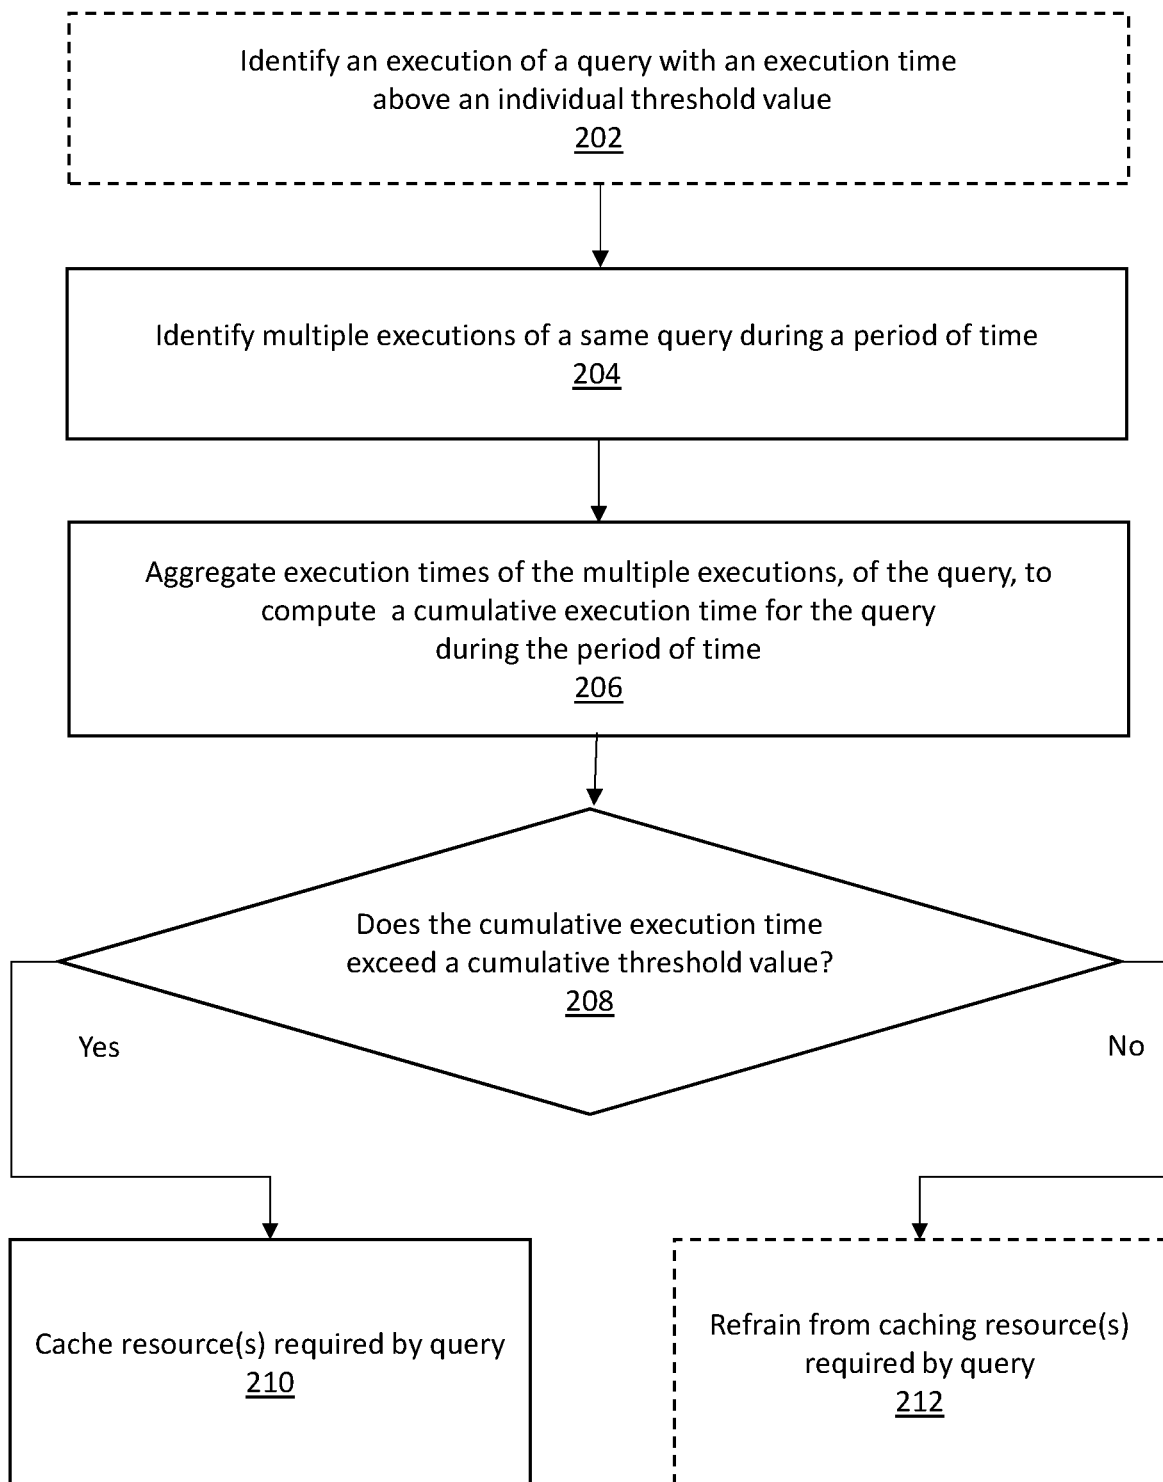 Identify an execution of a query with an execution time
above an individual threshold value
202
Identify multiple executions of a same query during a period of time
204
Aggregate execution times of the multiple executions, of the query, to
compute  a cumulative execution time for the query
during the period of time
206
Does the cumulative execution time
exceed a cumulative threshold value?
208
Yes
No
Cache resource(s) required by query
210
Refrain from caching resource(s)
required by query
212